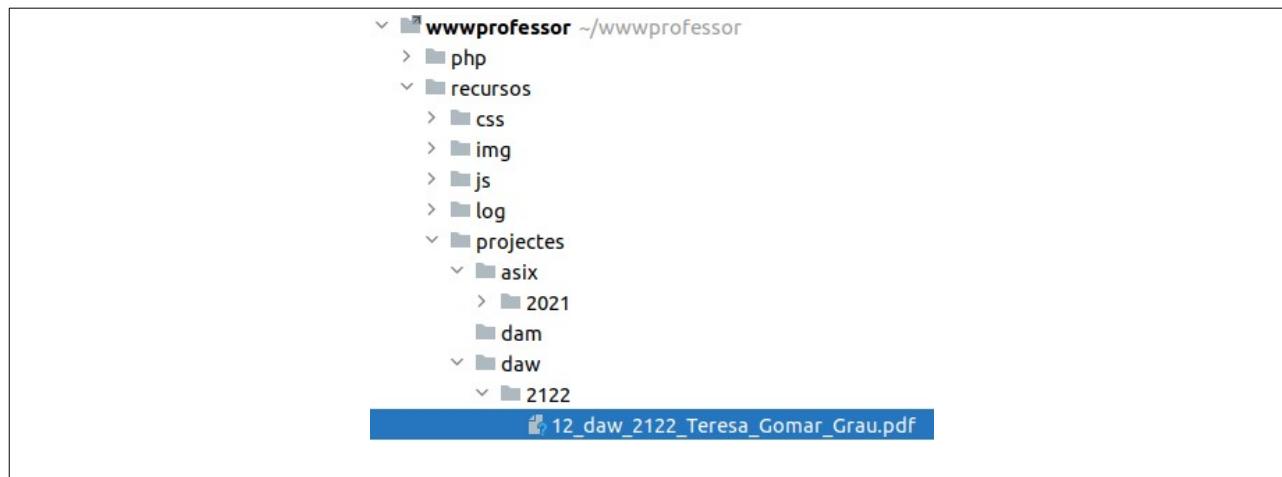 wwwprofessor ~/wwwprofessor
php
recursos
css
img
js
log
projectes
asix
2021
dam
daw
2122
12_daw_2122_Teresa_Gomar_Grau.pdf